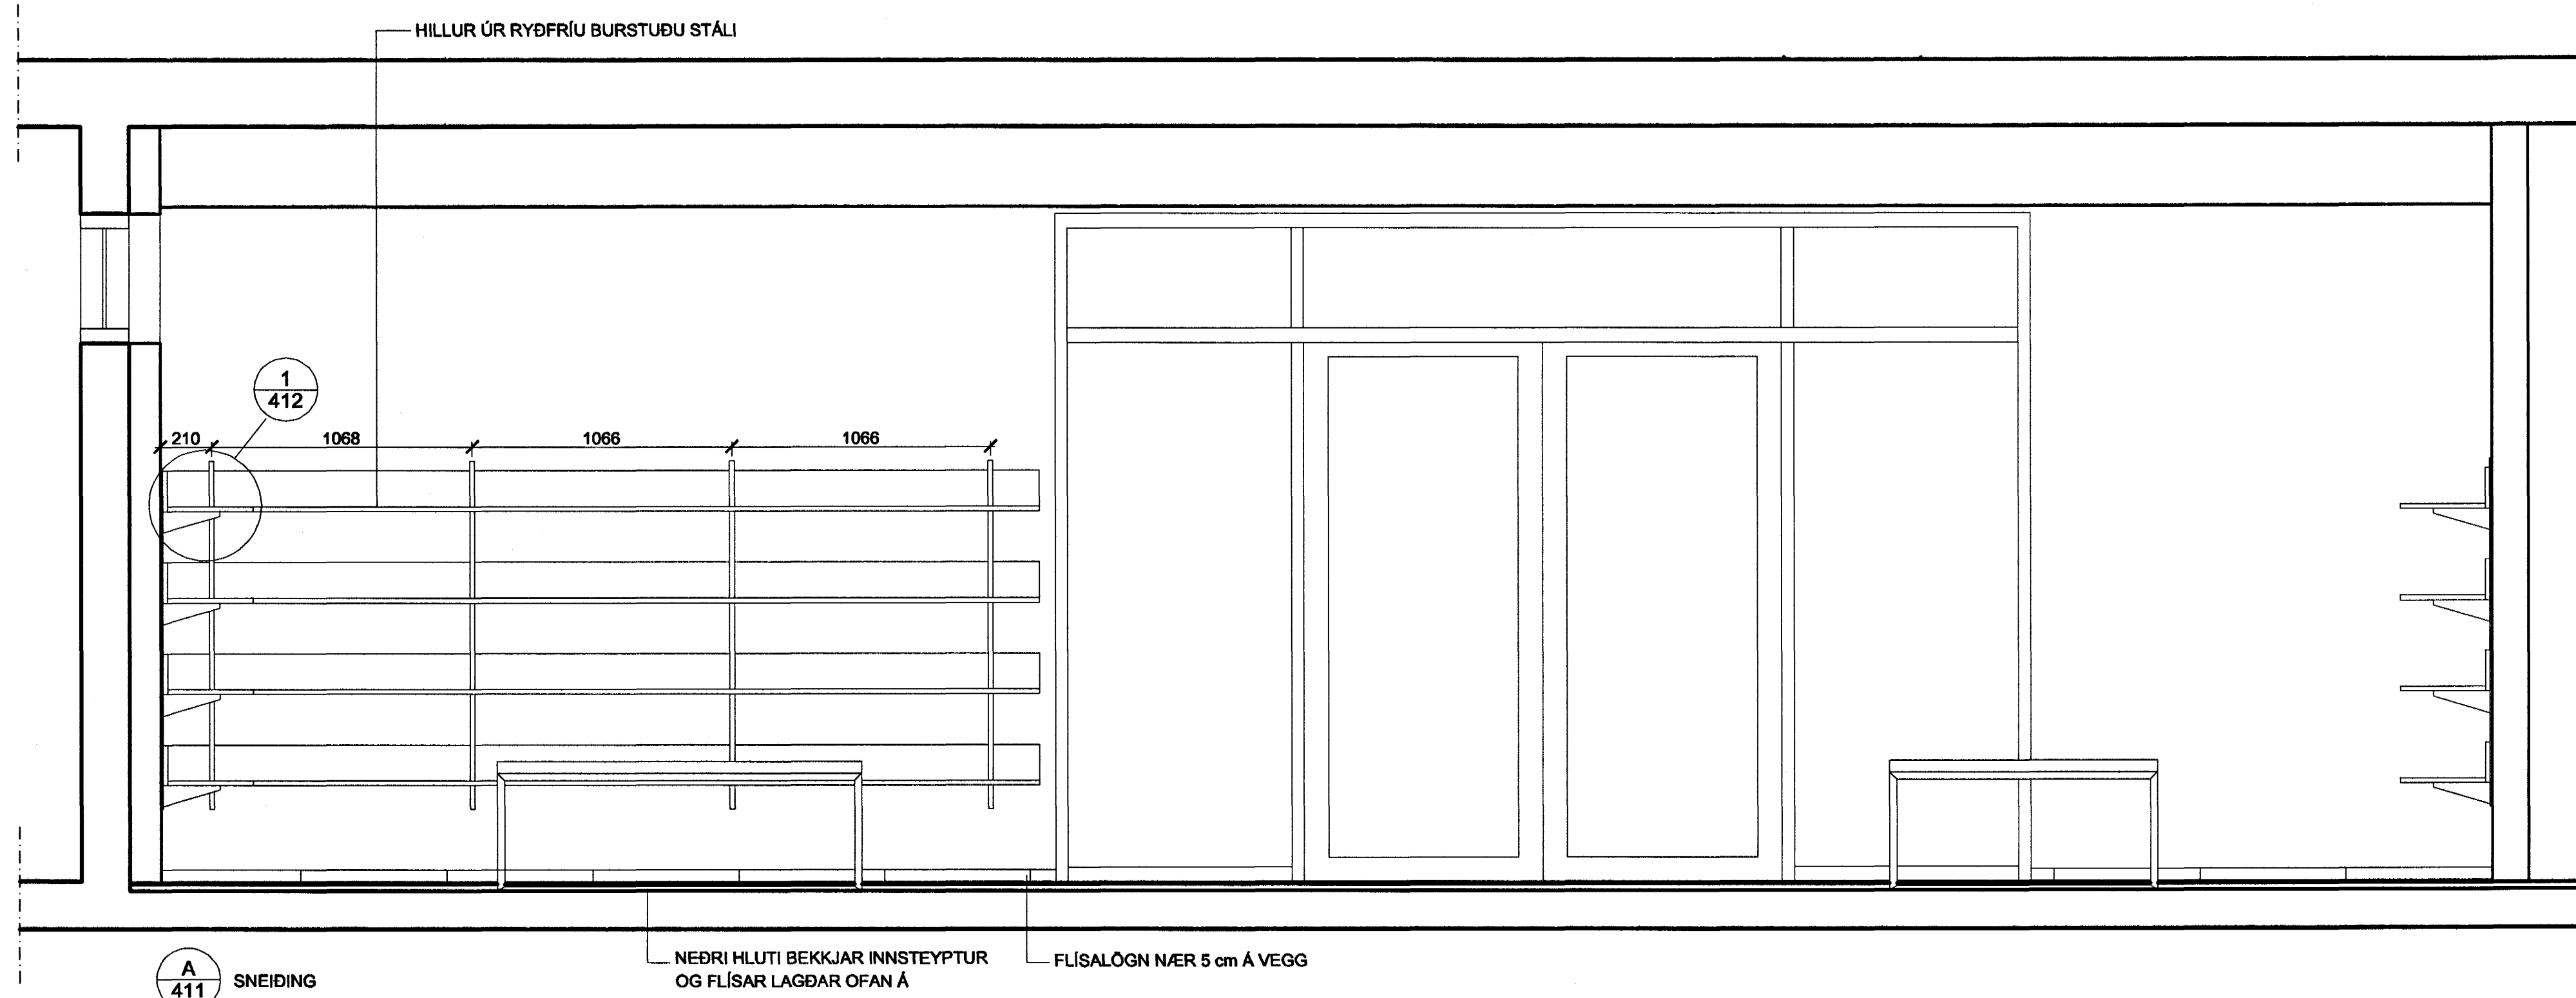 HILLUR ÚR RYÐFRÍU BURSTUÐU STÁLI
1
412
210 1068 1066 1066
NEÐRI HLUTI BEKKJAR INNSTEYPTUR
OG FLÍSAR LAGÐAR OFAN Á
FLÍSALÖGN NÆR 5 cm Á VEGG
A
411
SNEIÐING